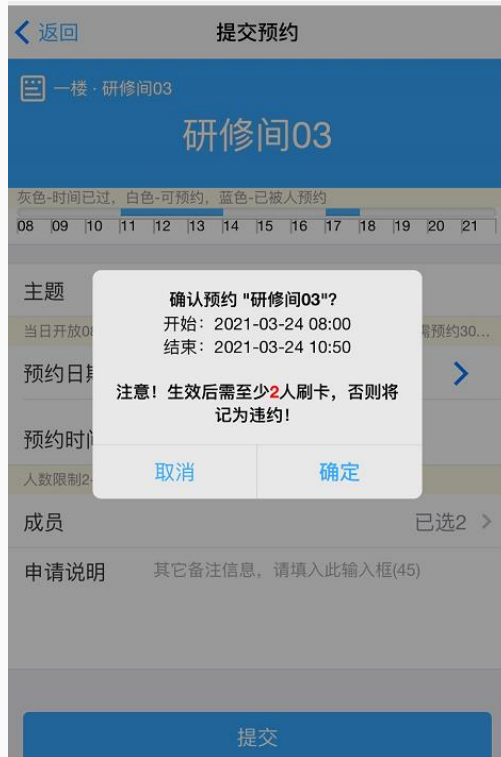 返回
提交预约
一楼 · 研修间03
研修间03
灰色-时间已过，白色-可预约，蓝色-已被人预约
08 09 10 11 12 13 14 15 16 17 18 19 20 21
主题
确认预约 "研修间03"?
开始：2021-03-24 08:00
结束：2021-03-24 10:50
注意！生效后需至少2人刷卡，否则将
记为违约！
取消
确定
当日开放0
需预约30...
预约日期
预约时间
人数限制2-
成员
已选2
申请说明
其它备注信息，请填入此输入框(45)
提交